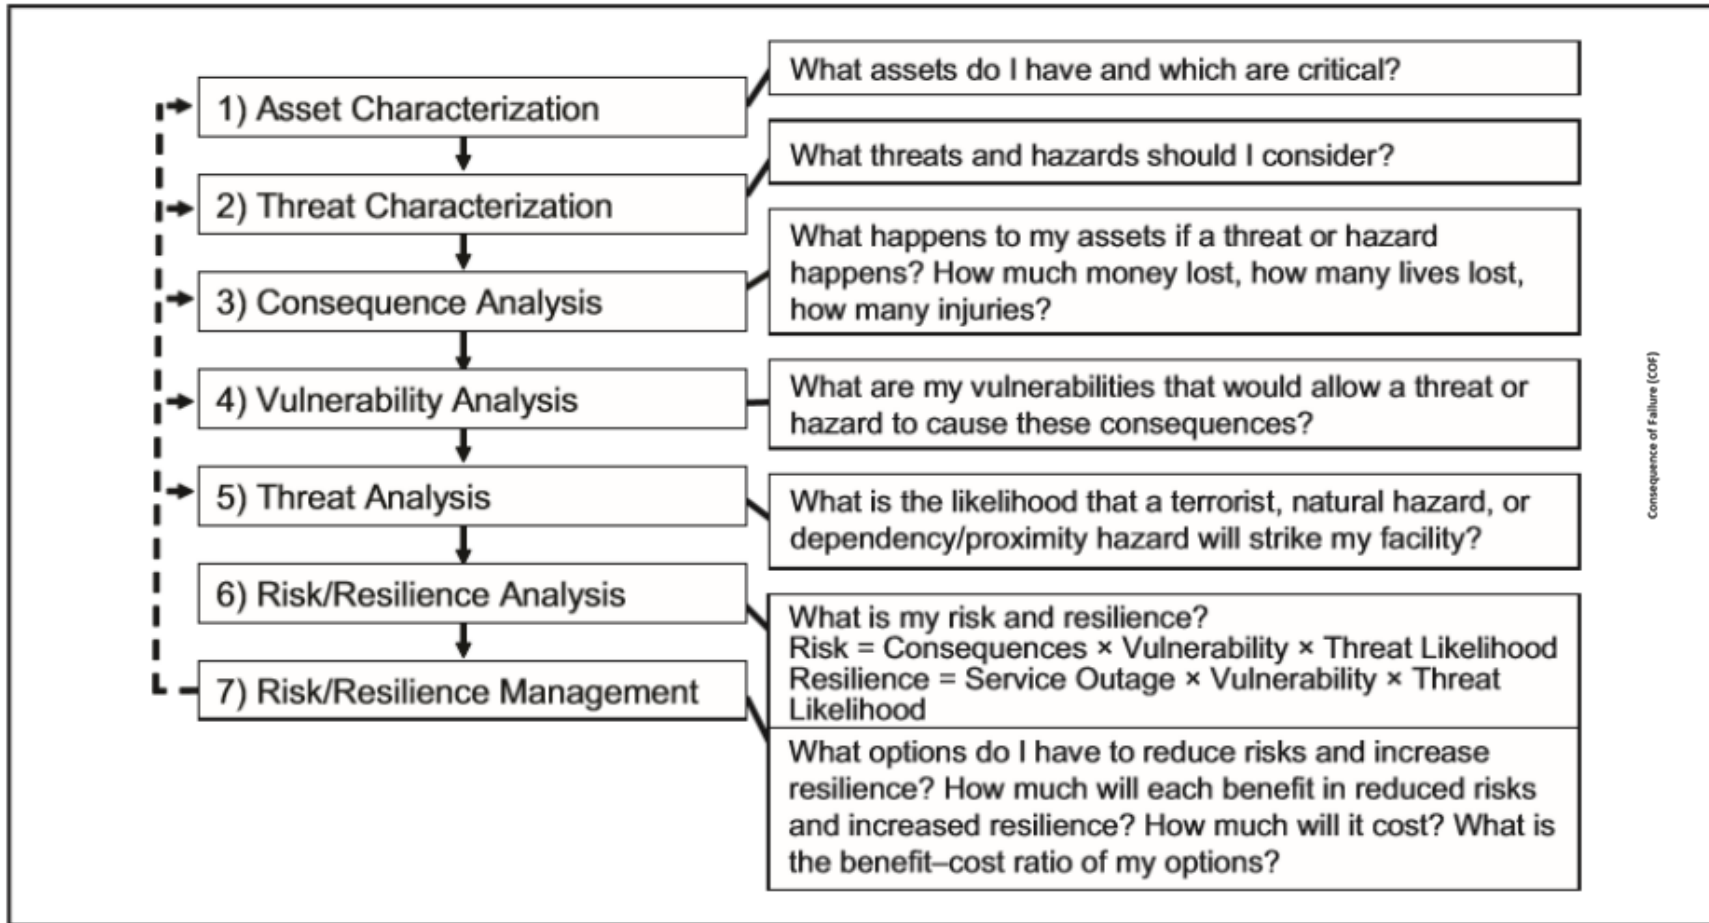 1) Asset Characterization
What assets do I have and which are critical?
2) Threat Characterization
What threats and hazards should I consider?
3) Consequence Analysis
What happens to my assets if a threat or hazard
happens? How much money lost, how many lives lost,
how many injuries?
4) Vulnerability Analysis
What are my vulnerabilities that would allow a threat or
hazard to cause these consequences?
5) Threat Analysis
What is the likelihood that a terrorist, natural hazard, or
dependency/proximity hazard will strike my facility?
6) Risk/Resilience Analysis
What is my risk and resilience?
Risk = Consequences × Vulnerability × Threat Likelihood
Resilience = Service Outage × Vulnerability × Threat
Likelihood
7) Risk/Resilience Management
What options do I have to reduce risks and increase
resilience? How much will each benefit in reduced risks
and increased resilience? How much will it cost? What is
the benefit–cost ratio of my options?
Consequence of Failure (COF)